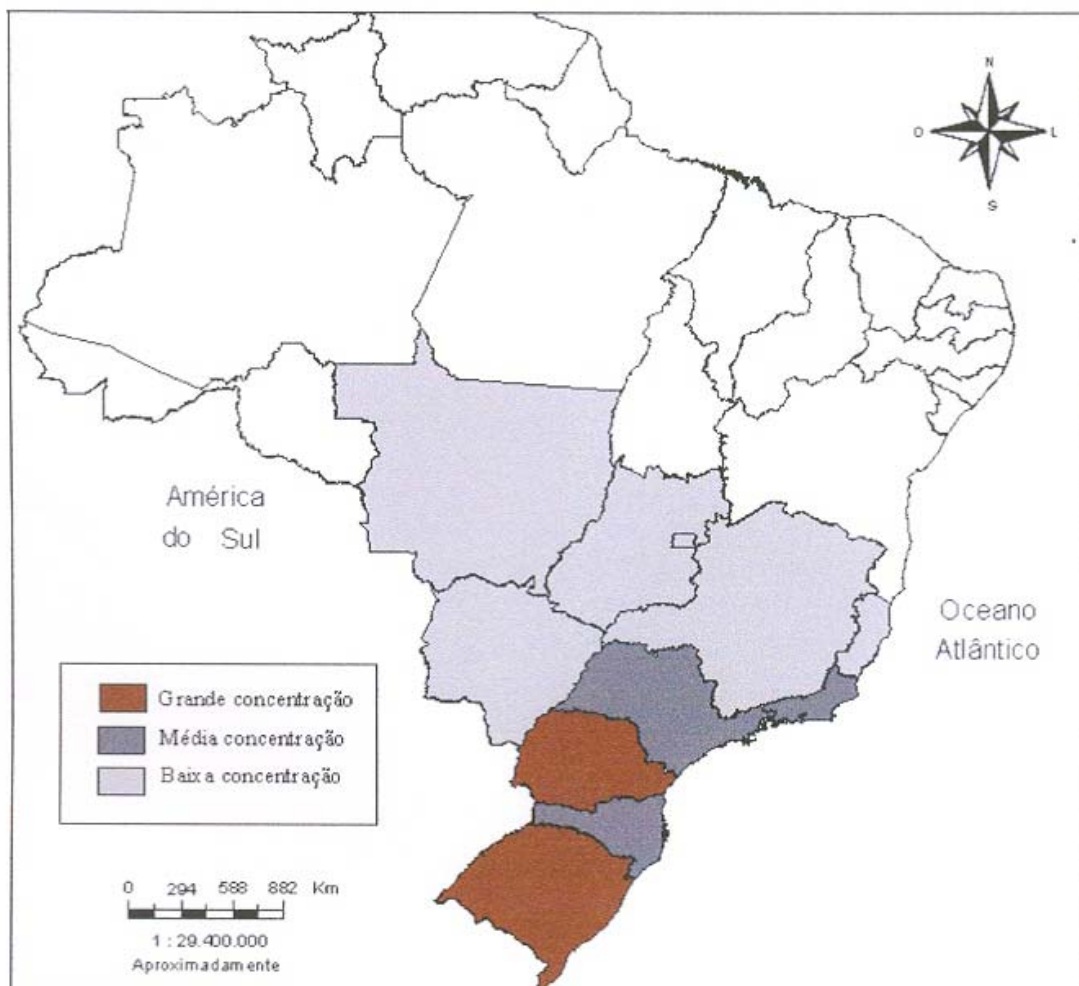 N
O L
S
América
do Sul
Oceano
Atlântico
Grande concentração
Média concentração
Baixa concentração
0 294 588 882 Km
1 : 29.400.000
Aproximadamente